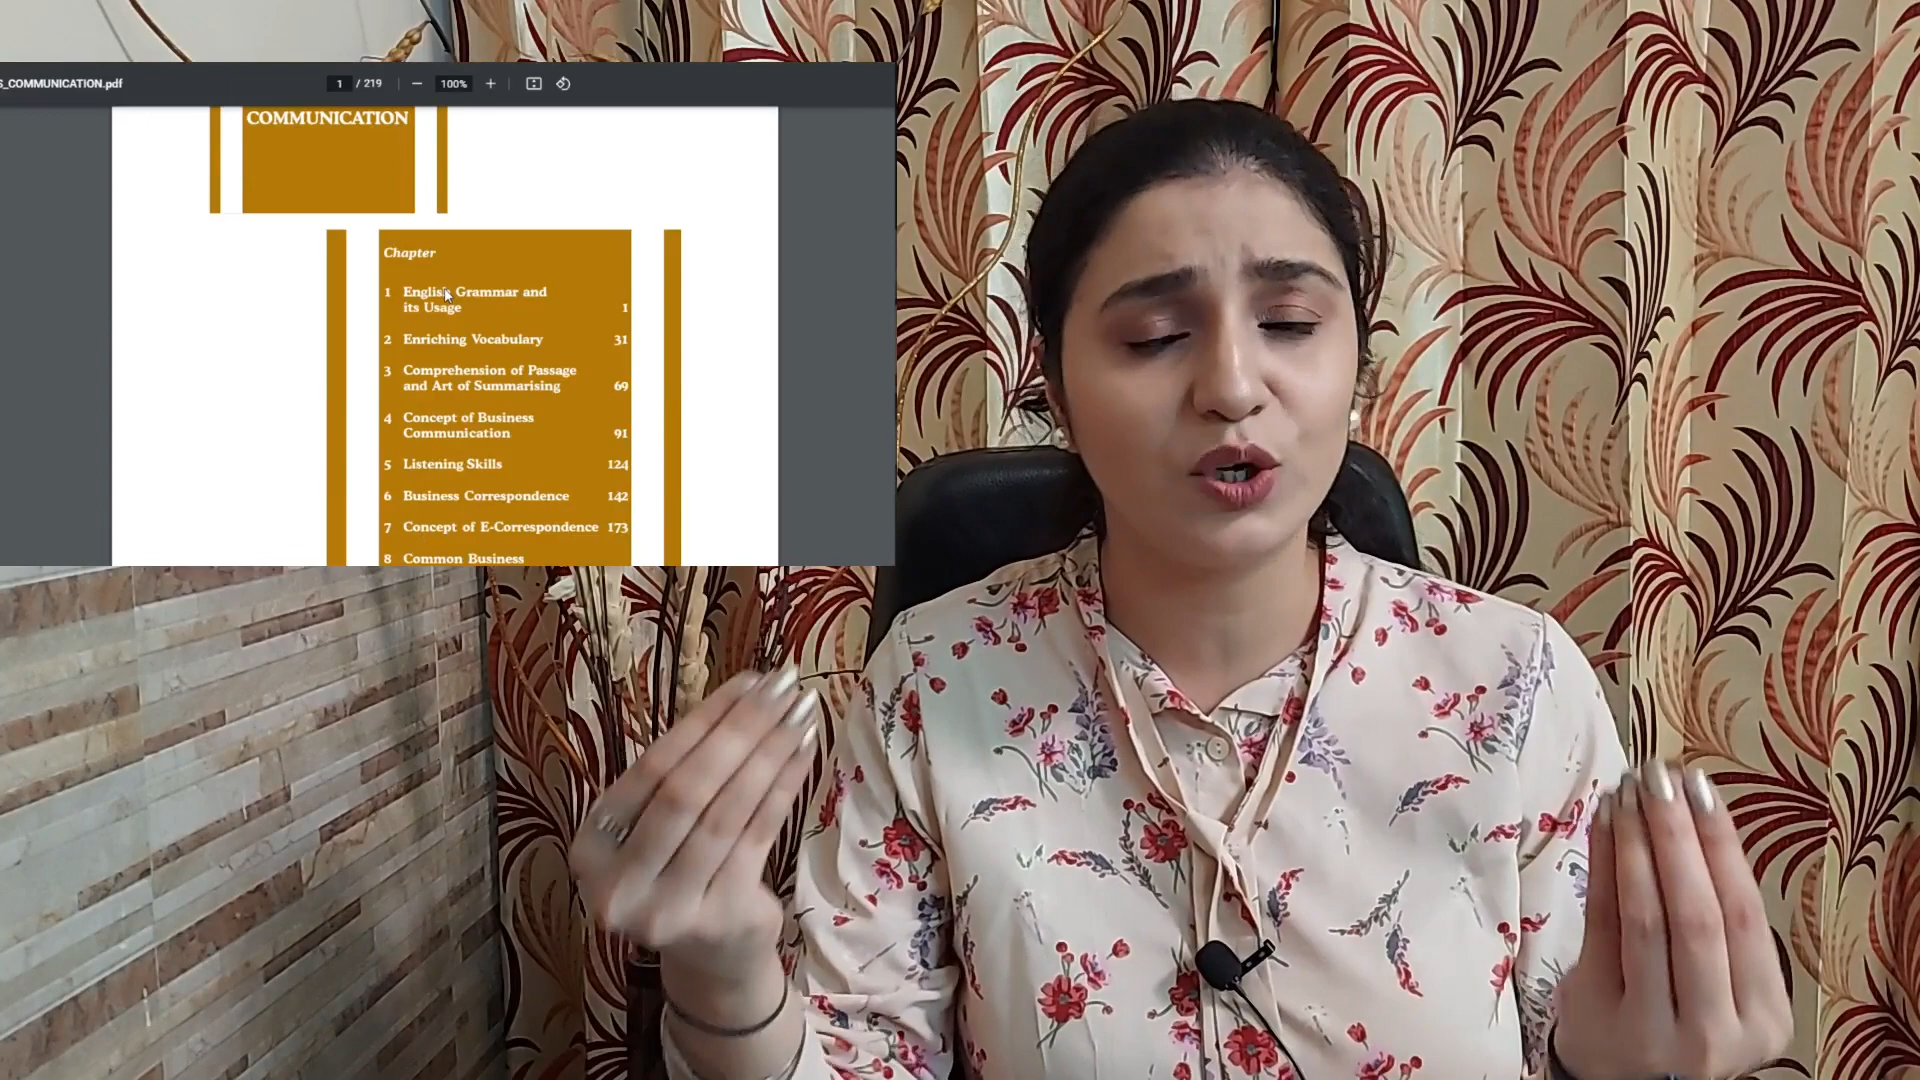 S_COMMUNICATION.pdf
1 / 219
100%
COMMUNICATION
Chapter
1 English Grammar and
its Usage 1
2 Enriching Vocabulary 31
3 Comprehension of Passage
and Art of Summarising 69
4 Concept of Business
Communication 91
5 Listening Skills 124
6 Business Correspondence 142
7 Concept of E-Correspondence 173
8 Common Business